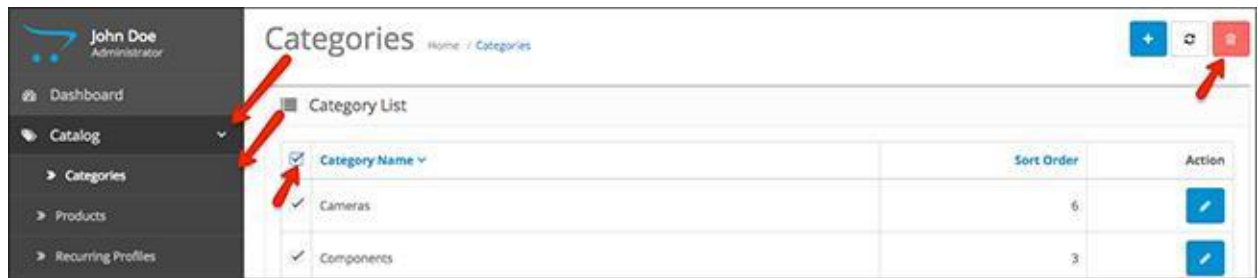 John Doe
Administrator
Dashboard
Catalog
Categories
Products
Recurring Profiles
Categories Home / Categories
Category List
Category Name Sort Order Action
Cameras 6
Components 3